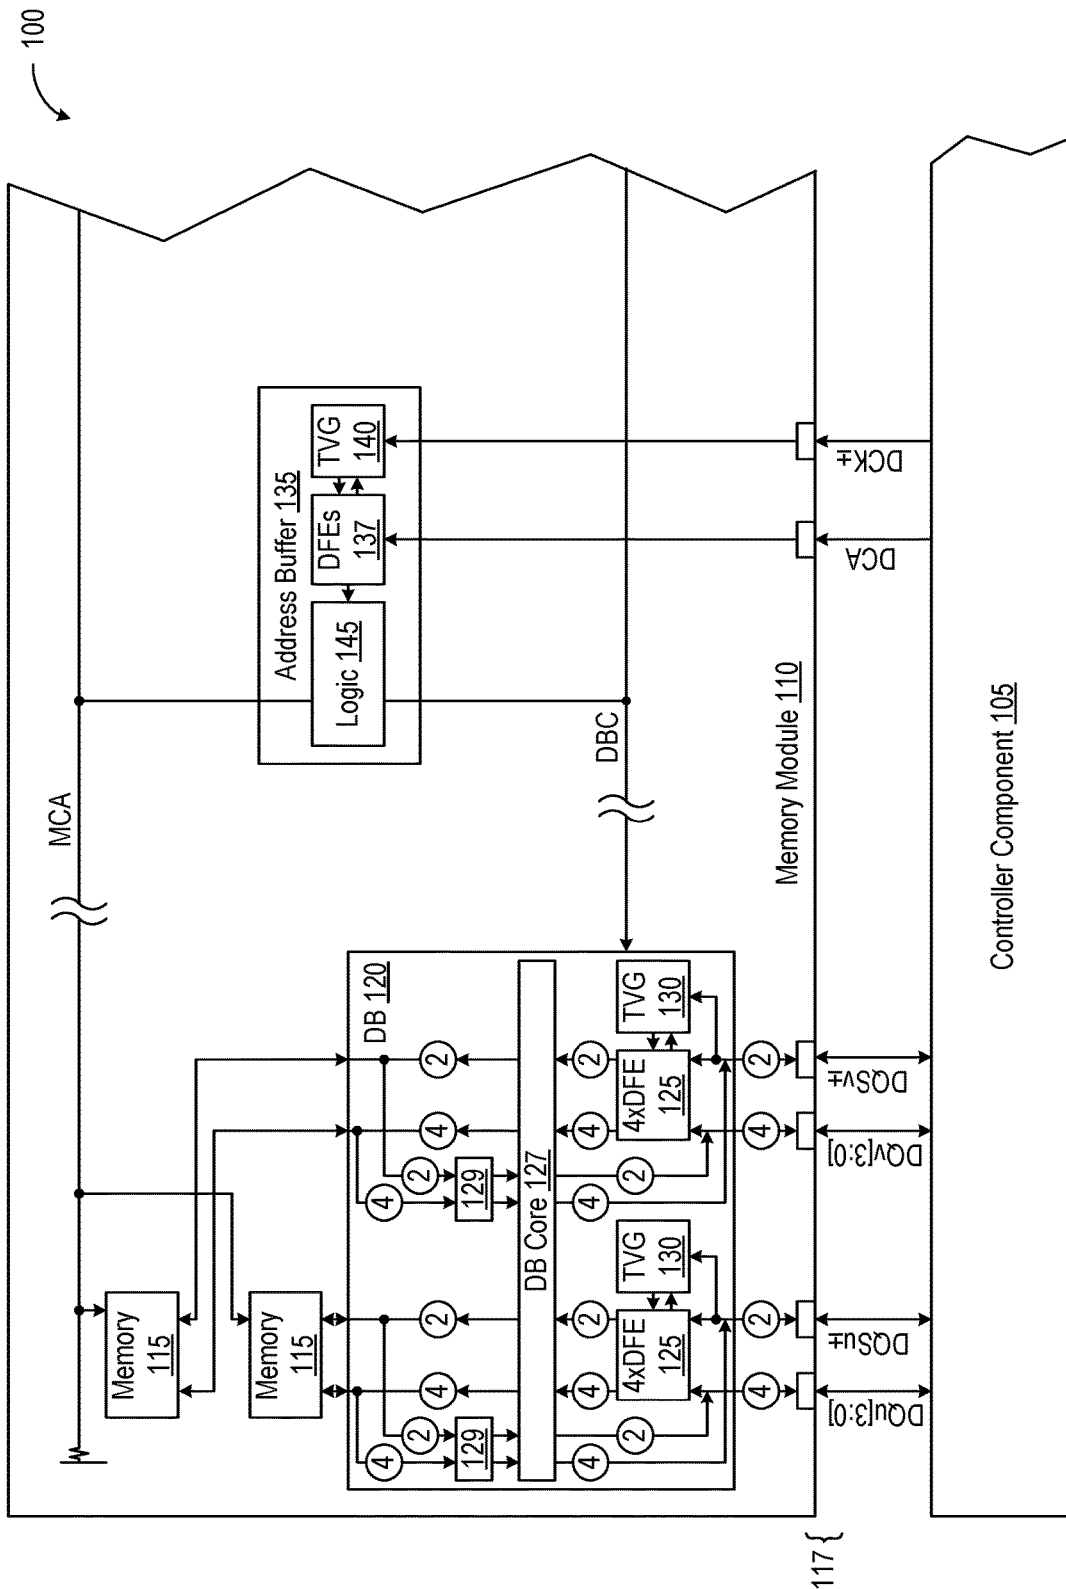 100
MCA
Memory
115
Memory
115
Address Buffer 135
Logic 145
DFEs
137
TVG
140
DBC
DB 120
4
2
129
4
2
4
2
129
4
2
DB Core 127
4
2
4
2
4xDFE
125
TVG
130
4
2
4
2
4
2
4xDFE
125
TVG
130
4
2
Memory Module 110
117
DQu[3:0]
DQSu±
DQv[3:0]
DQSv±
DCA
DCK±
Controller Component 105